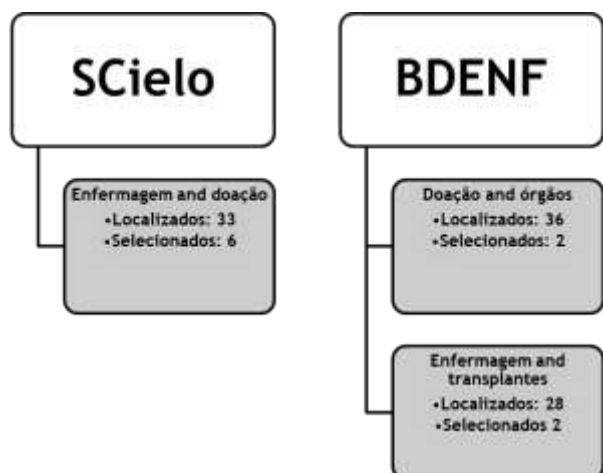 SCielo
Enfermagem and doação
•Localizados: 33
•Selecionados: 6
BDENF
Doação and órgãos
•Localizados: 36
•Selecionados: 2
Enfermagem and
transplantes
•Localizados: 28
•Selecionados 2